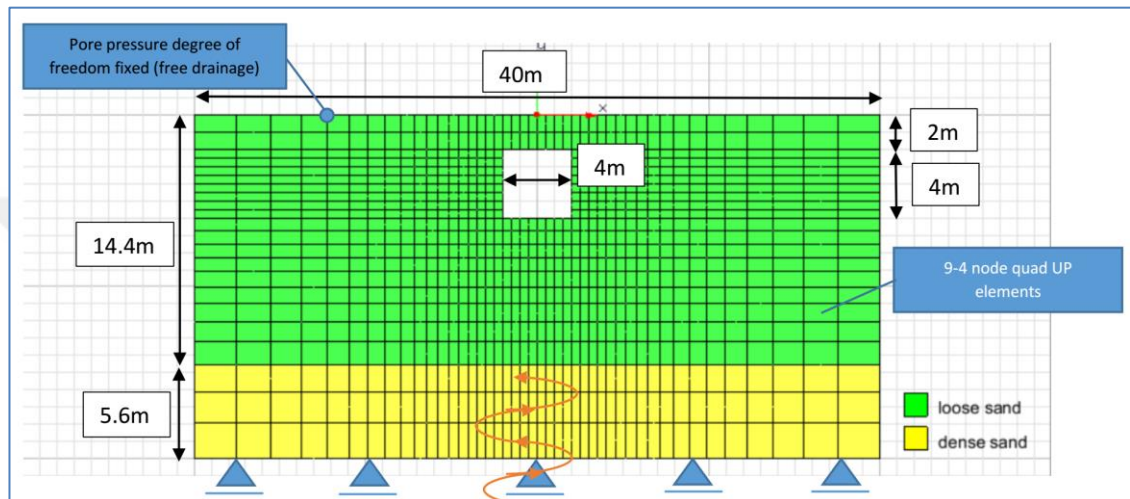 Pore pressure degree of
freedom fixed (free drainage)
40m
x
2m
4m
4m
14.4m
9-4 node quad UP
elements
5.6m
loose sand
dense sand